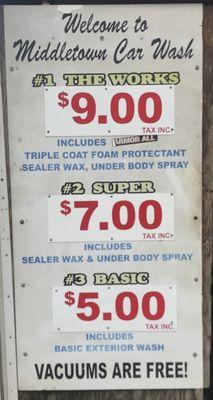 Welcome to
Middletown Car Wash
#1 THE WORKS
$9.00
TAX INC.
INCLUDES ARMOR ALL
TRIPLE COAT FOAM PROTECTANT
SEALER WAX, UNDER BODY SPRAY
#2 SUPER
$7.00
TAX INC.
INCLUDES
SEALER WAX & UNDER BODY SPRAY
#3 BASIC
$5.00
TAX INC.
INCLUDES
BASIC EXTERIOR WASH
VACUUMS ARE FREE!